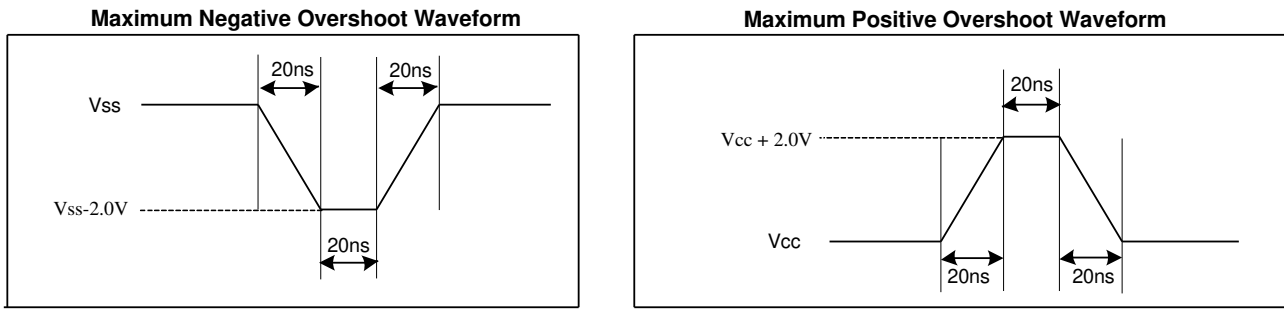 Maximum Negative Overshoot Waveform
20ns
20ns
Vss
Vss-2.0V
20ns
Maximum Positive Overshoot Waveform
20ns
Vcc + 2.0V
Vcc
20ns
20ns